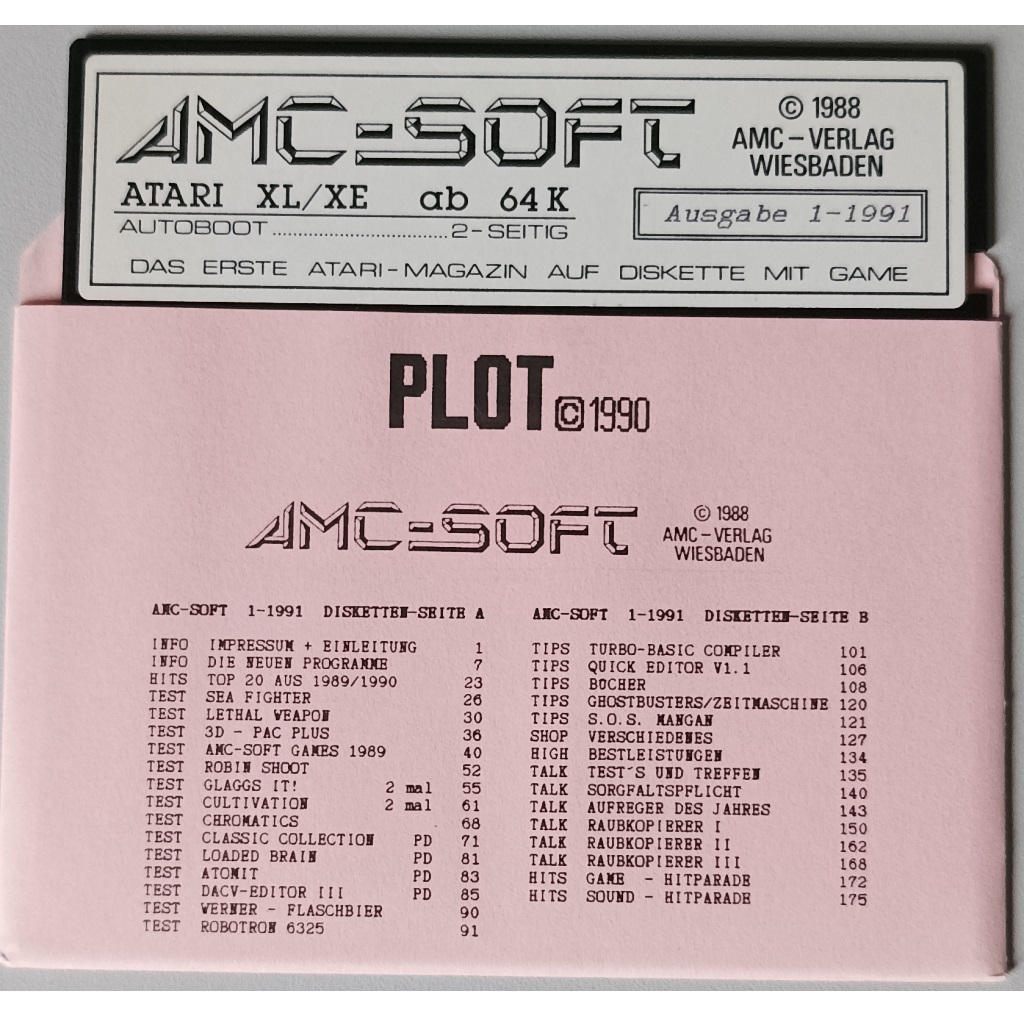 AMC-SOFT
© 1988
AMC-VERLAG
WIESBADEN
ATARI XL/XE ab 64K
AUTOBOOT..................................2-SEITIG
Ausgabe 1-1991
DAS ERSTE ATARI-MAGAZIN AUF DISKETTE MIT GAME
PLOT©1990
AMC-SOFT
© 1988
AMC-VERLAG
WIESBADEN
AMC-SOFT 1-1991 DISKETTEN-SEITE A
INFO IMPRESSUM + EINLEITUNG 1
INFO DIE NEUEN PROGRAMME 7
HITS TOP 20 AUS 1989/1990 23
TEST SEA FIGHTER 26
TEST LETHAL WEAPON 30
TEST 3D - PAC PLUS 36
TEST AMC-SOFT GAMES 1989 40
TEST ROBIN SHOOT 52
TEST GLAGGS IT! 2 mal 55
TEST CULTIVATION 2 mal 61
TEST CHROMATICS 68
TEST CLASSIC COLLECTION PD 71
TEST LOADED BRAIN PD 81
TEST ATOMIT PD 83
TEST DACV-EDITOR III PD 85
TEST WERNER - FLASCHBIER 90
TEST ROBOTRON 6325 91
AMC-SOFT 1-1991 DISKETTEN-SEITE B
TIPS TURBO-BASIC COMPILER 101
TIPS QUICK EDITOR V1.1 106
TIPS BÜCHER 108
TIPS GHOSTBUSTERS/ZEITMASCHINE 120
TIPS S.O.S. MANGAN 121
SHOP VERSCHIEDENES 127
HIGH BESTLEISTUNGEN 134
TALK TEST'S UND TREFFEN 135
TALK SORGFALTSPFLICHT 140
TALK AUFREGER DES JAHRES 143
TALK RAUBKOPIERER I 150
TALK RAUBKOPIERER II 162
TALK RAUBKOPIERER III 168
HITS GAME - HITPARADE 172
HITS SOUND - HITPARADE 175